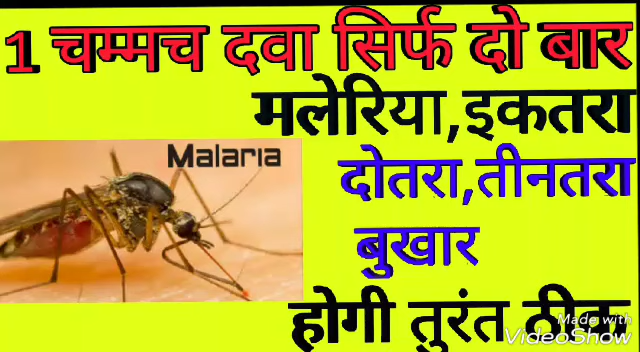 1 चम्मच दवा सिर्फ दो बार
मलेरिया,इकतरा
Malaria
दोतरा,तीनतरा
बुखार
होगी तुरंत ठीक
Made with
VideoShow